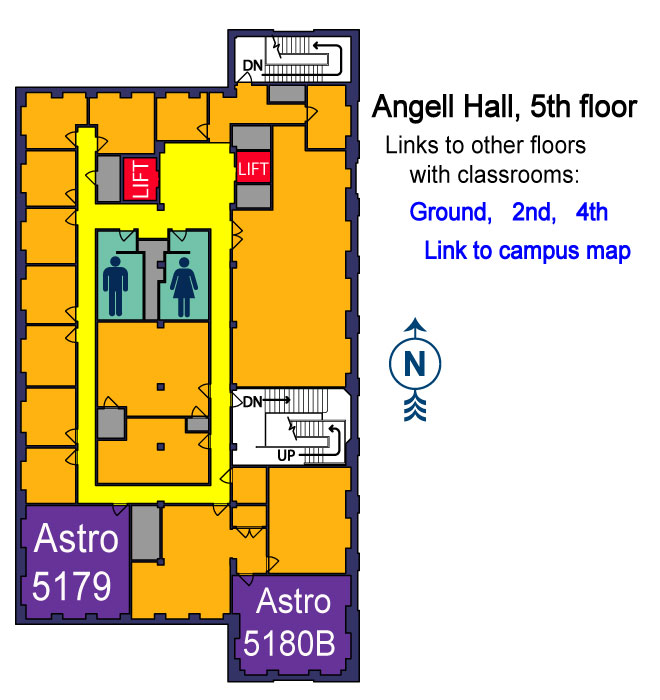 DN
Angell Hall, 5th floor
Links to other floors
with classrooms:
Ground, 2nd, 4th
Link to campus map
LIFT
LIFT
N
DN
UP
Astro
5179
Astro
5180B